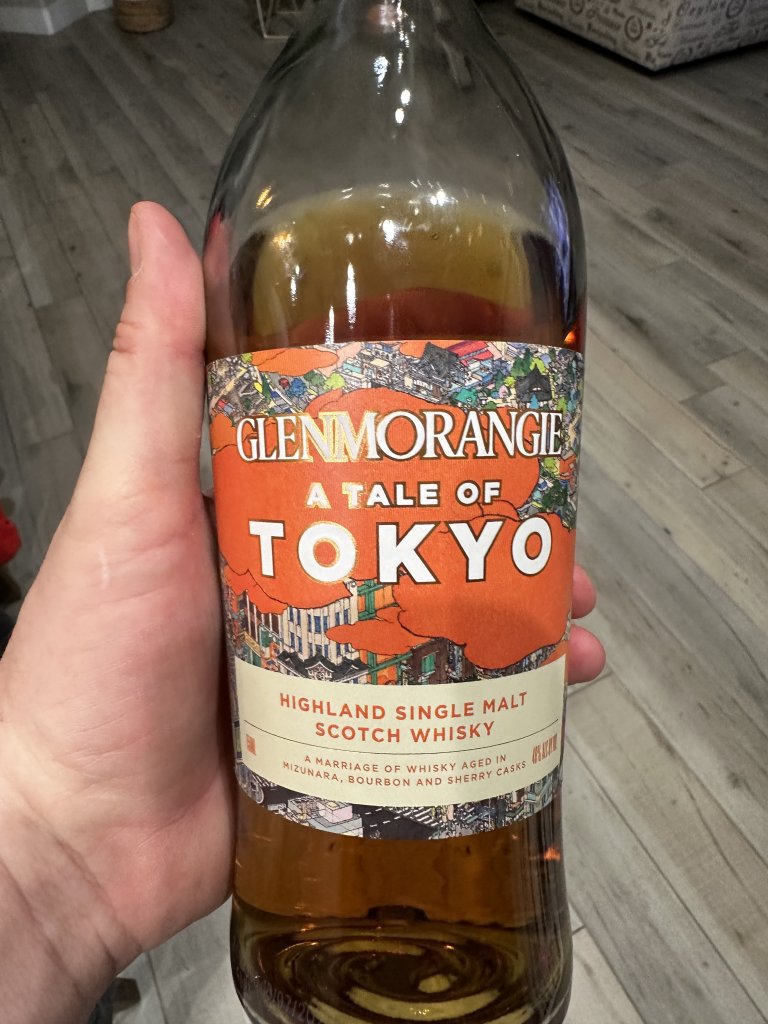 GLENMORANGIE
A TALE OF
TOKYO
HIGHLAND SINGLE MALT
SCOTCH WHISKY
A MARRIAGE OF WHISKY AGED IN
MIZUNARA, BOURBON AND SHERRY CASKS